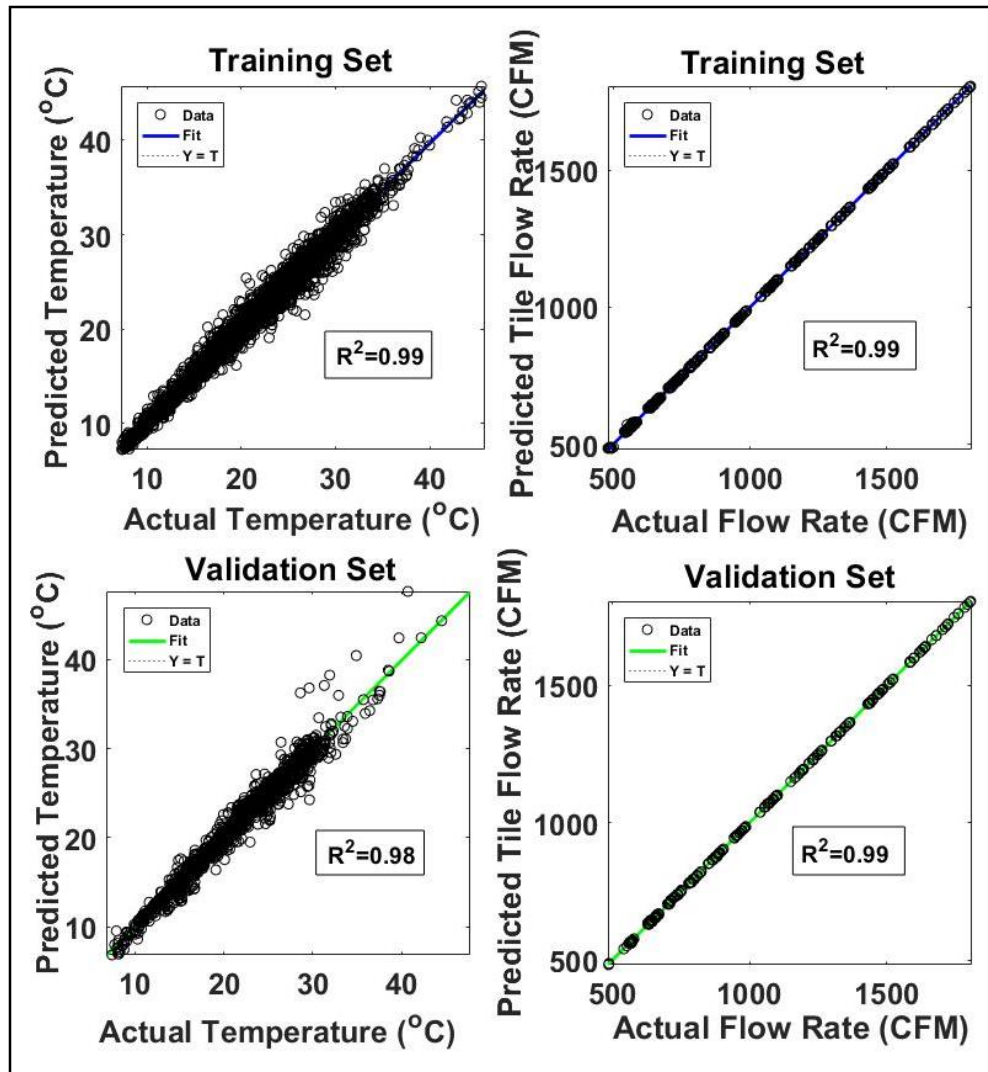 Training Set
Predicted Temperature (°C)
Data
Fit
Y = T
40
30
20
10
R²=0.99
10 20 30 40
Actual Temperature (°C)
Training Set
Predicted Tile Flow Rate (CFM)
Data
Fit
Y = T
1500
1000
500
R²=0.99
500 1000 1500
Actual Flow Rate (CFM)
Validation Set
Predicted Temperature (°C)
Data
Fit
Y = T
40
30
20
10
R²=0.98
10 20 30 40
Actual Temperature (°C)
Validation Set
Predicted Tile Flow Rate (CFM)
Data
Fit
Y = T
1500
1000
500
R²=0.99
500 1000 1500
Actual Flow Rate (CFM)